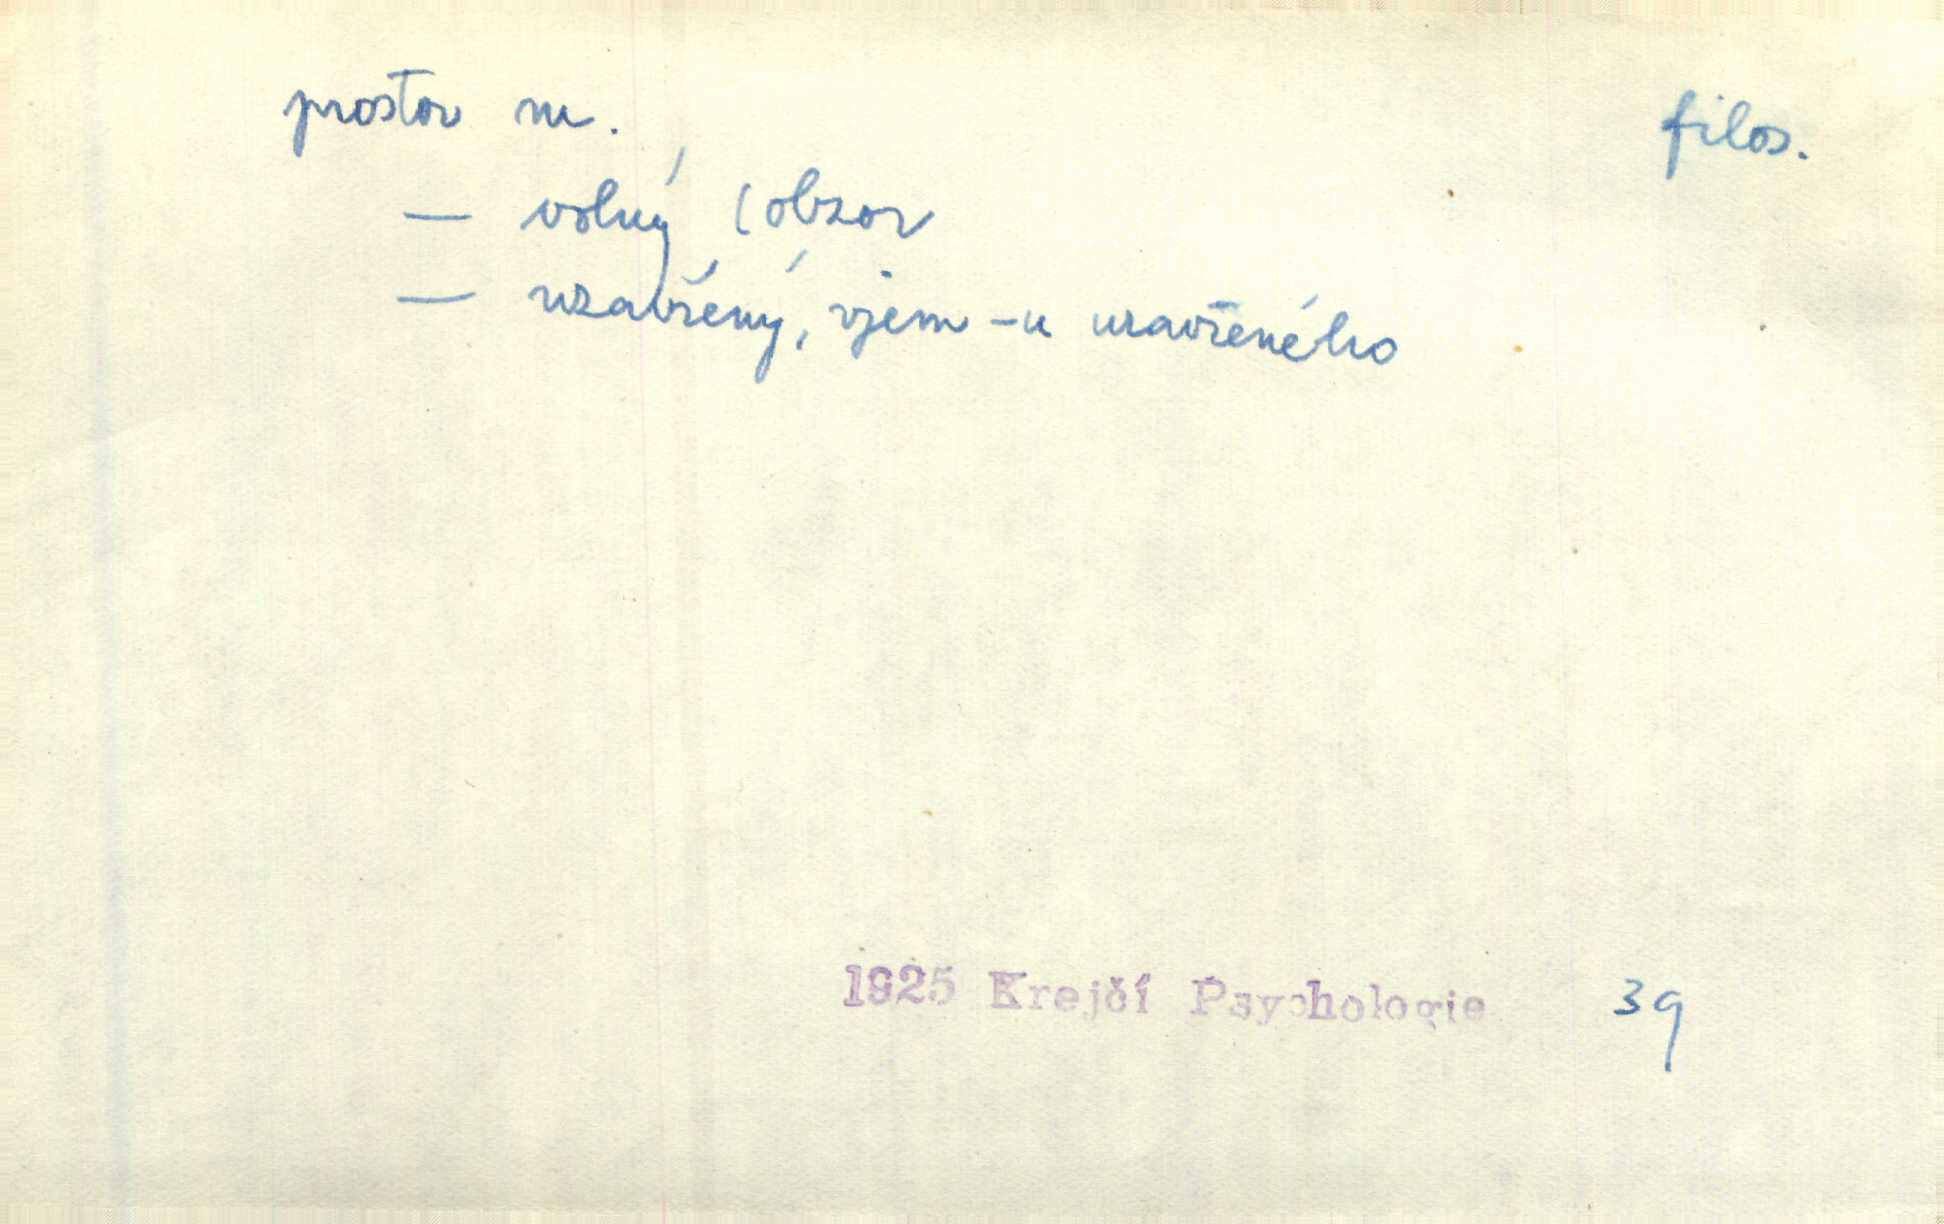 prostor m. filos.
— volný (obzor
— uzavřený, vjem -u uzavřeného
1925 Krejčí Psychologie 39